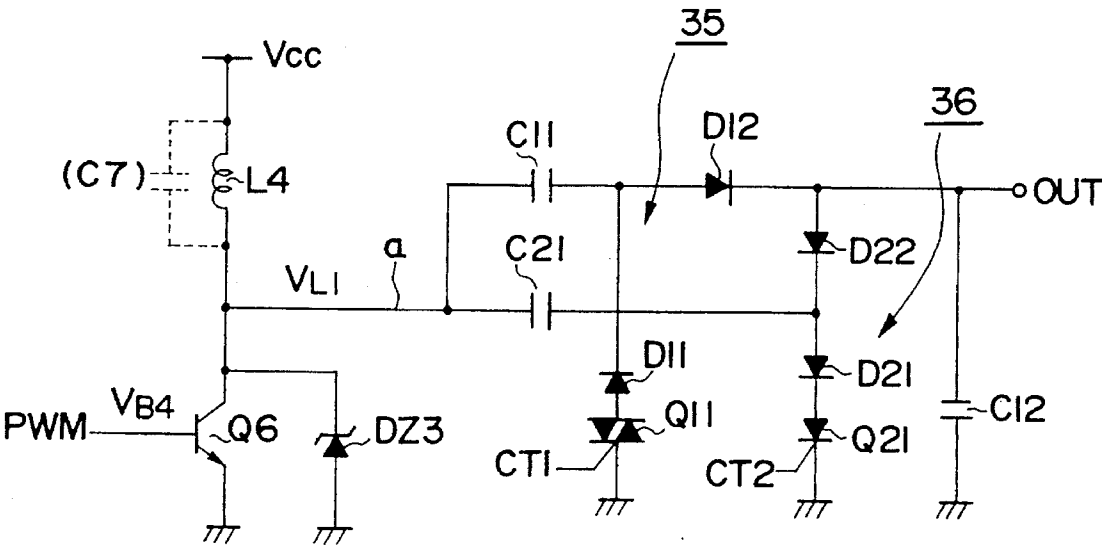 35
Vcc
36
C11
D12
(C7)
L4
OUT
a
C21
D22
VL1
D11
D21
VB4
C12
PWM
Q6
DZ3
Q11
Q21
CT1
CT2